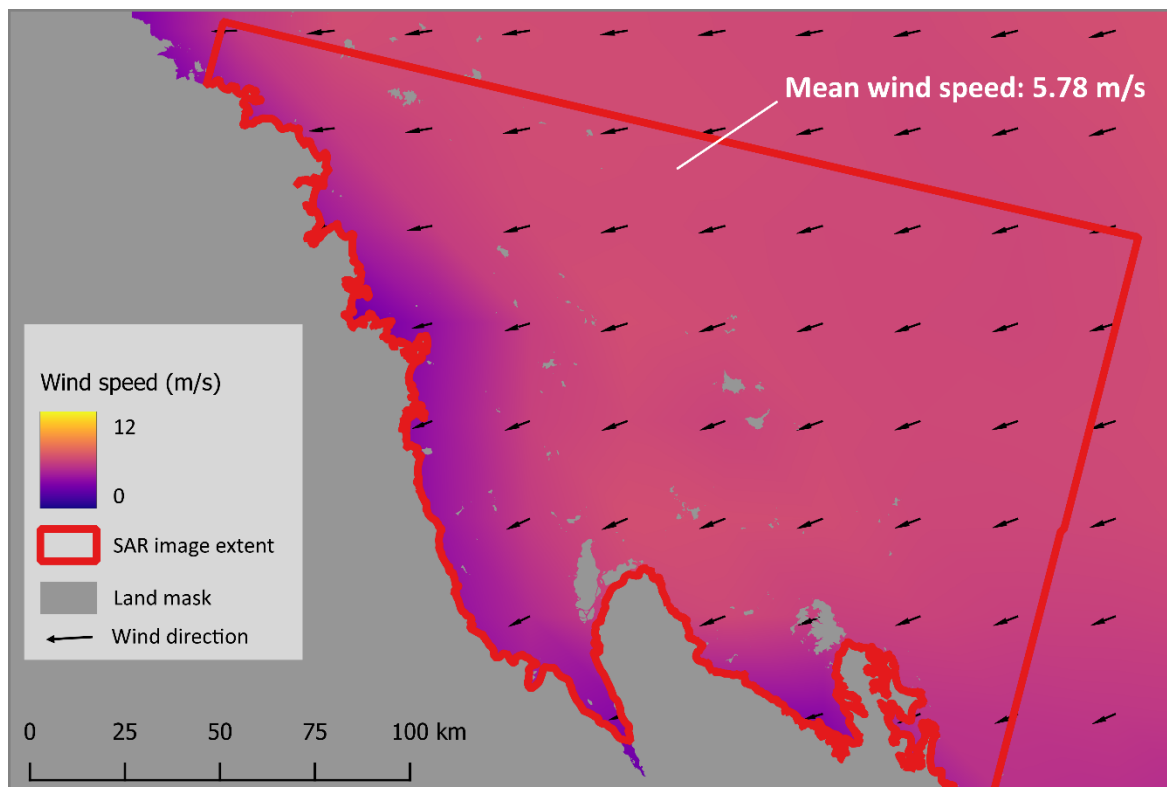 Mean wind speed: 5.78 m/s
Wind speed (m/s)
12
0
SAR image extent
Land mask
Wind direction
0 25 50 75 100 km